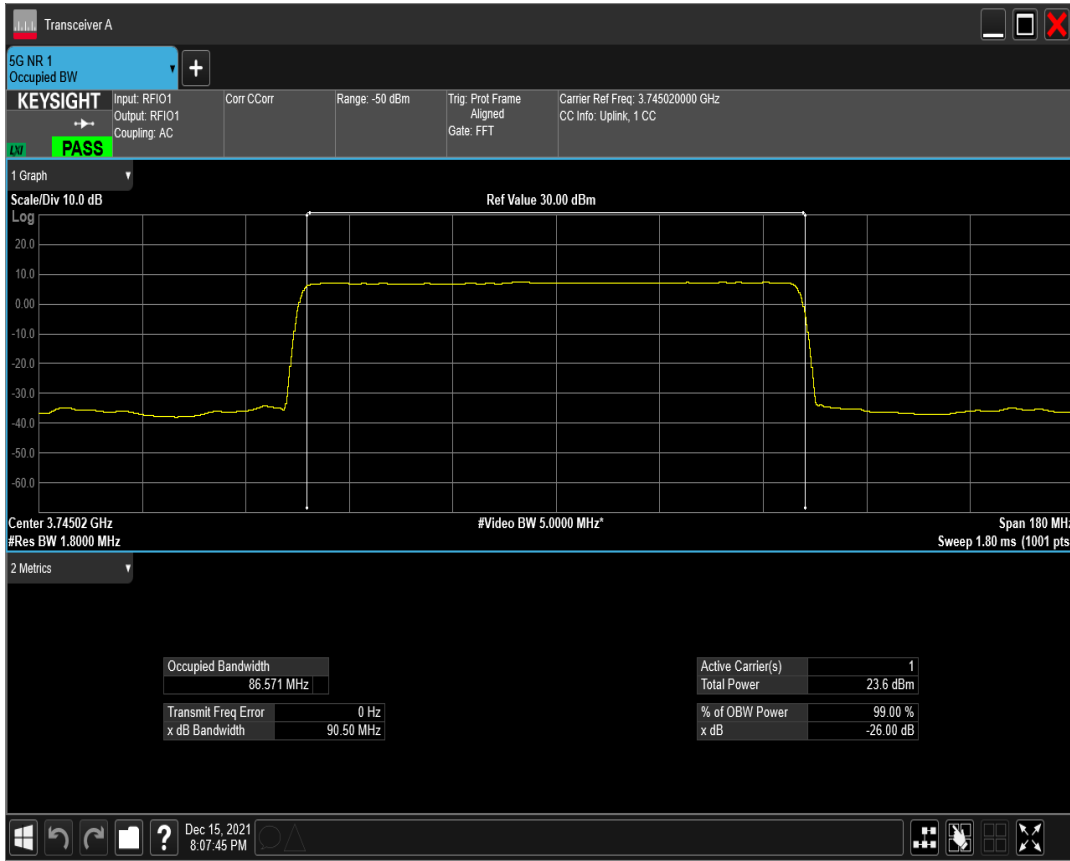 Transceiver A
5G NR 1
Occupied BW
KEYSIGHT
LXI
PASS
Input: RFIO1
Output: RFIO1
Coupling: AC
Corr CCorr
Range: -50 dBm
Trig: Prot Frame
Aligned
Gate: FFT
Carrier Ref Freq: 3.745020000 GHz
CC Info: Uplink, 1 CC
1 Graph
Scale/Div 10.0 dB
Ref Value 30.00 dBm
Log
20.0
10.0
0.00
-10.0
-20.0
-30.0
-40.0
-50.0
-60.0
Center 3.74502 GHz
#Video BW 5.0000 MHz*
Span 180 MHz
#Res BW 1.8000 MHz
Sweep 1.80 ms (1001 pts
2 Metrics
Occupied Bandwidth
86.571 MHz
Transmit Freq Error 0 Hz
x dB Bandwidth 90.50 MHz
Active Carrier(s) 1
Total Power 23.6 dBm
% of OBW Power 99.00 %
x dB -26.00 dB
?
Dec 15, 2021
8:07:45 PM